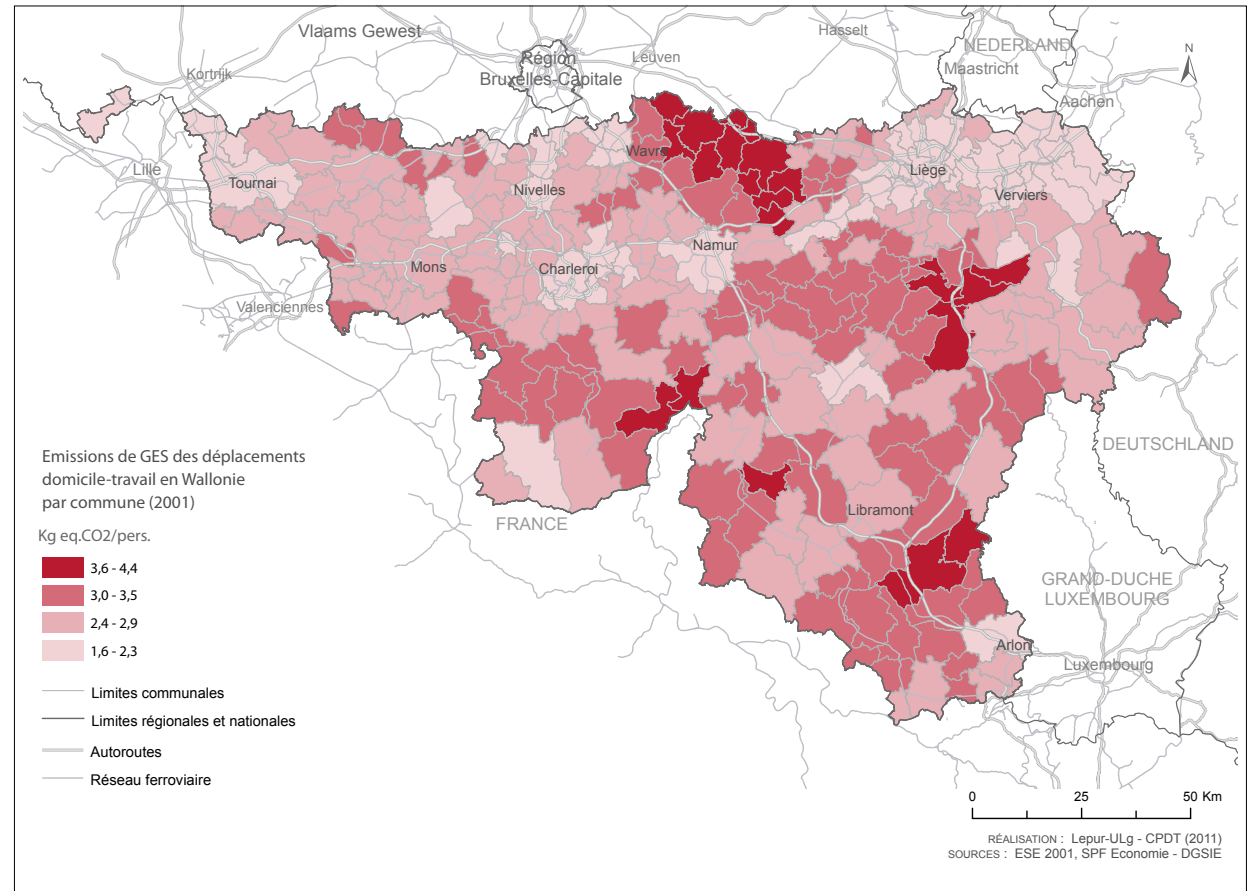 Vlaams Gewest
Hasselt
NEDERLAND
Région
Bruxelles-Capitale
Leuven
Maastricht
N
Kortrijk
Aachen
Wavre
Lille
Tournai
Nivelles
Liège
Verviers
Namur
Mons
Charleroi
Valenciennes
DEUTSCHLAND
Emissions de GES des déplacements
domicile-travail en Wallonie
par commune (2001)
FRANCE
Libramont
Kg eq.CO2/pers.
3,6 - 4,4
3,0 - 3,5
2,4 - 2,9
1,6 - 2,3
GRAND-DUCHE
LUXEMBOURG
Arlon
Luxembourg
Limites communales
Limites régionales et nationales
Autoroutes
Réseau ferroviaire
0 25 50 Km
RÉALISATION : Lepur-ULg - CPDT (2011)
SOURCES : ESE 2001, SPF Economie - DGSIE